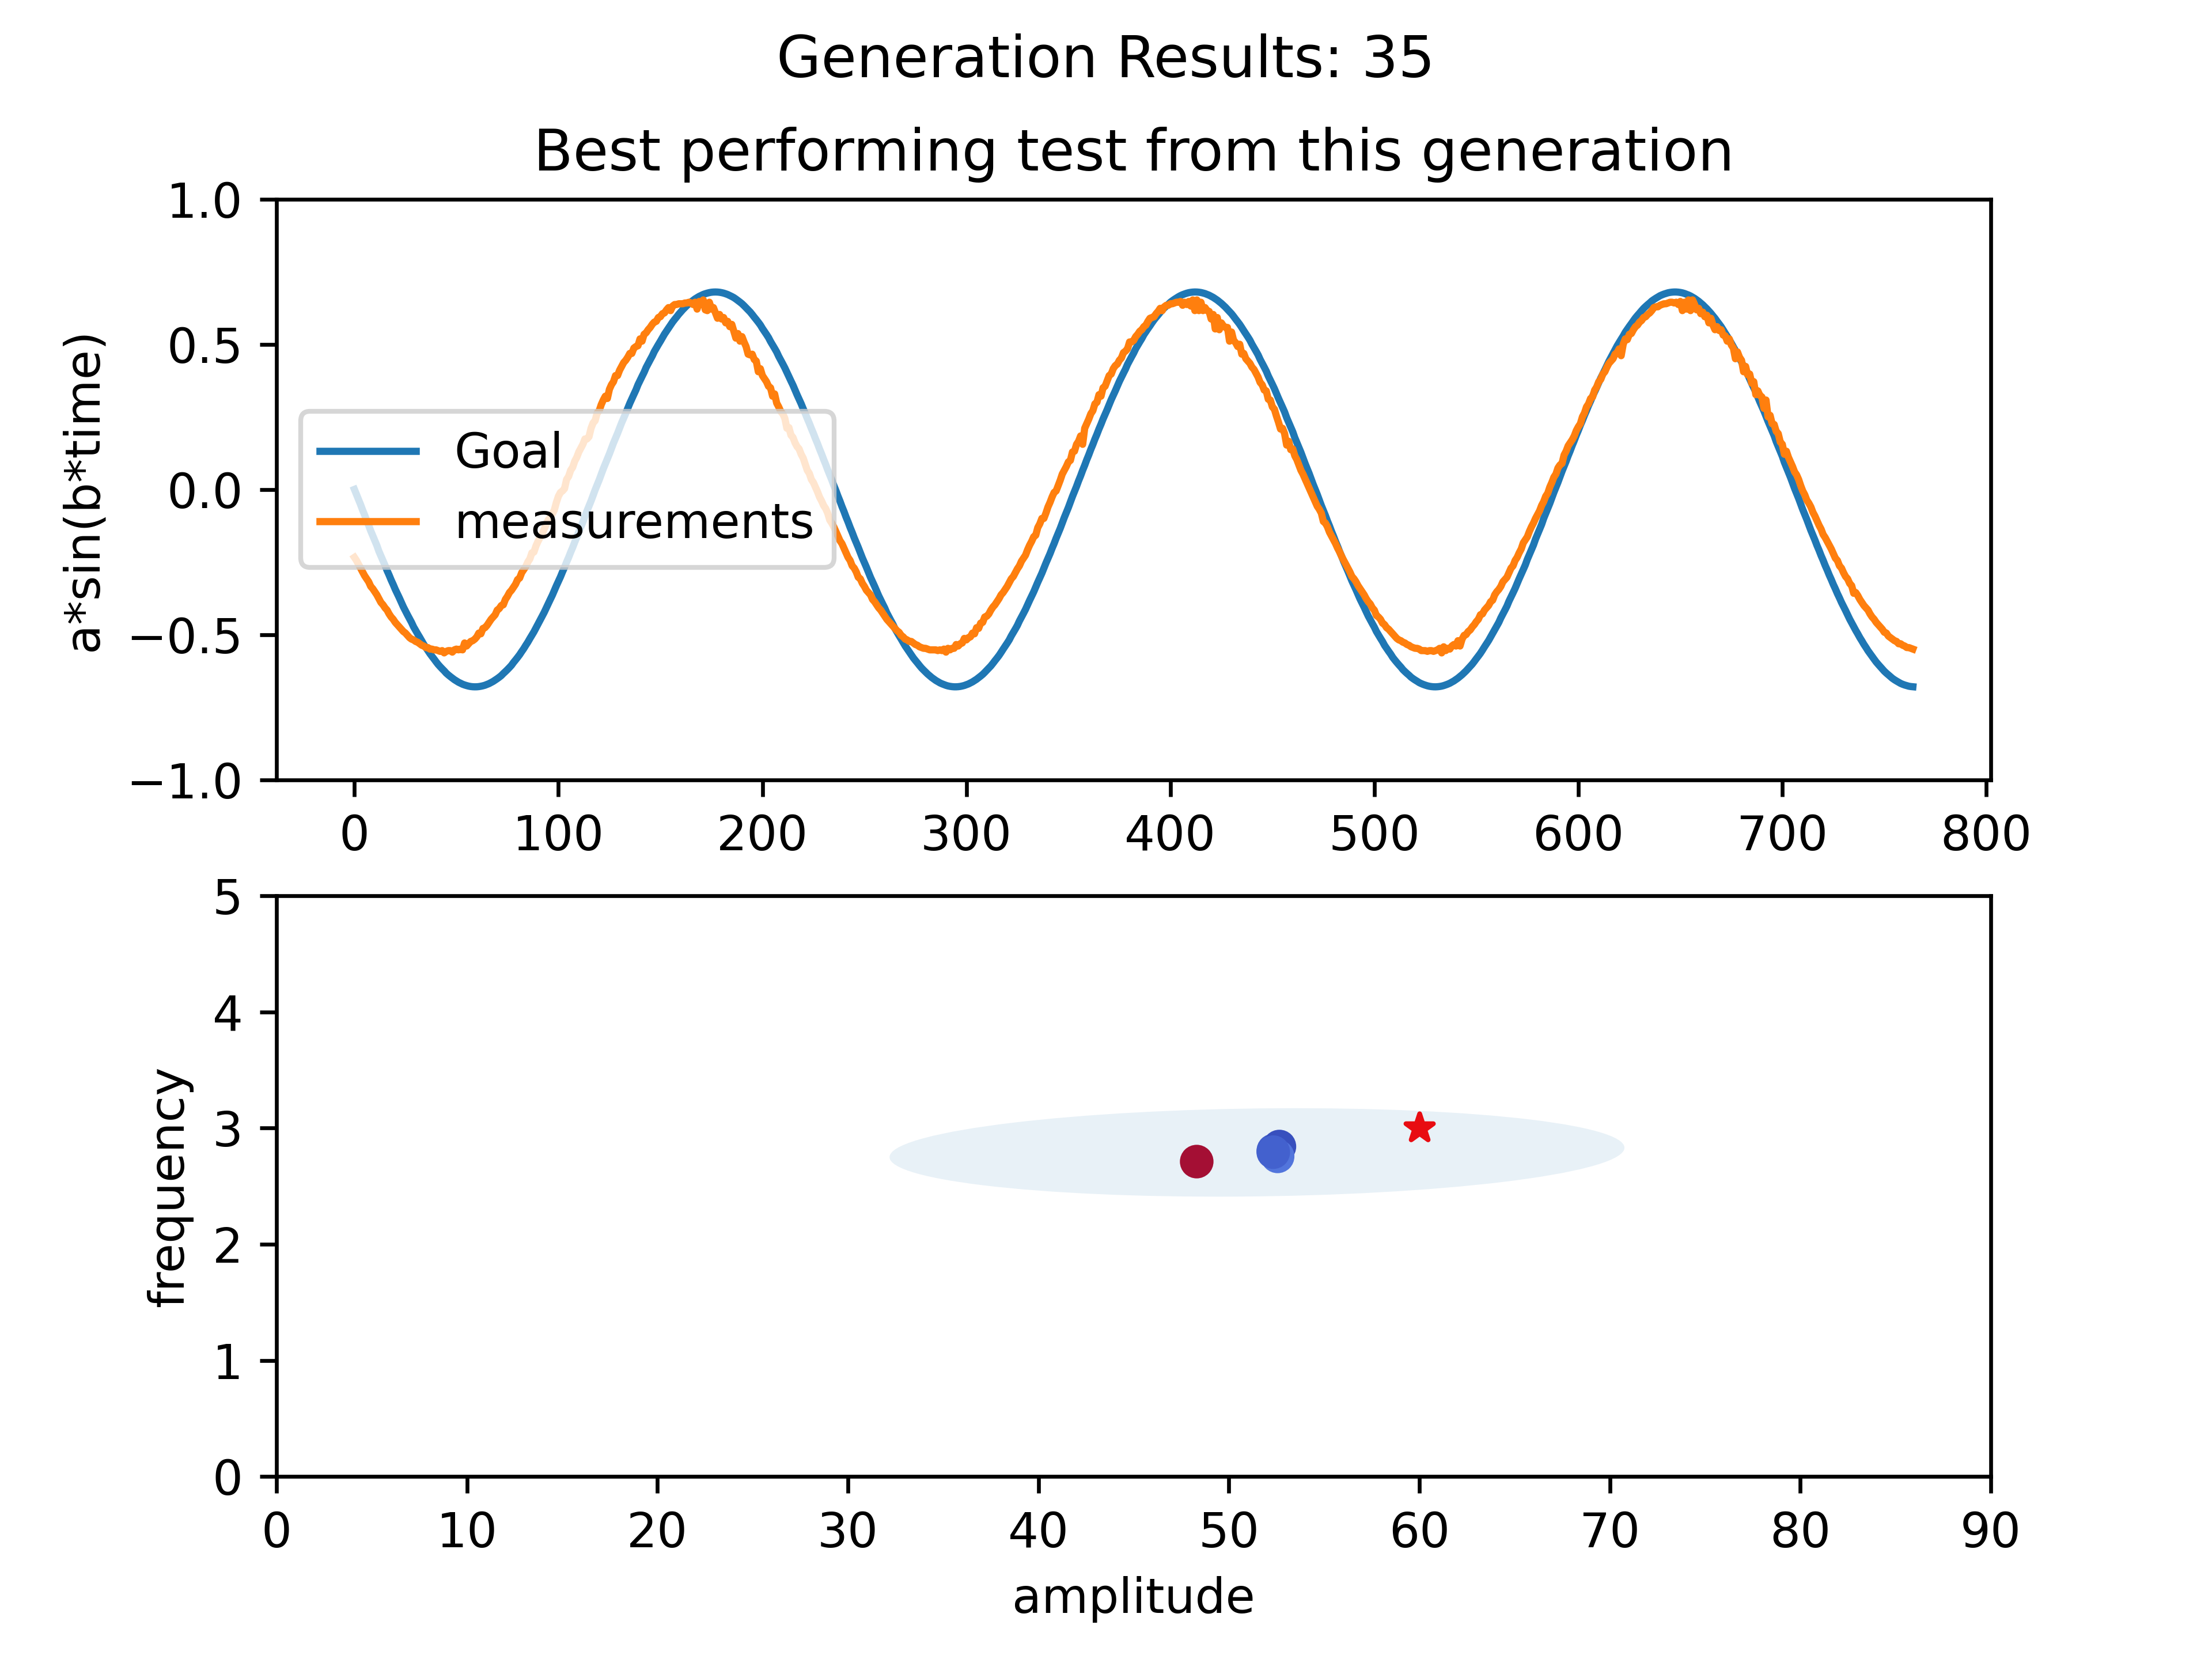 Generation Results: 35
Best performing test from this generation
1.0
0.5
0.0
−0.5
−1.0
a*sin(b*time)
Goal
measurements
0 100 200 300 400 500 600 700 800
5
4
3
2
1
0
frequency
0 10 20 30 40 50 60 70 80 90
amplitude